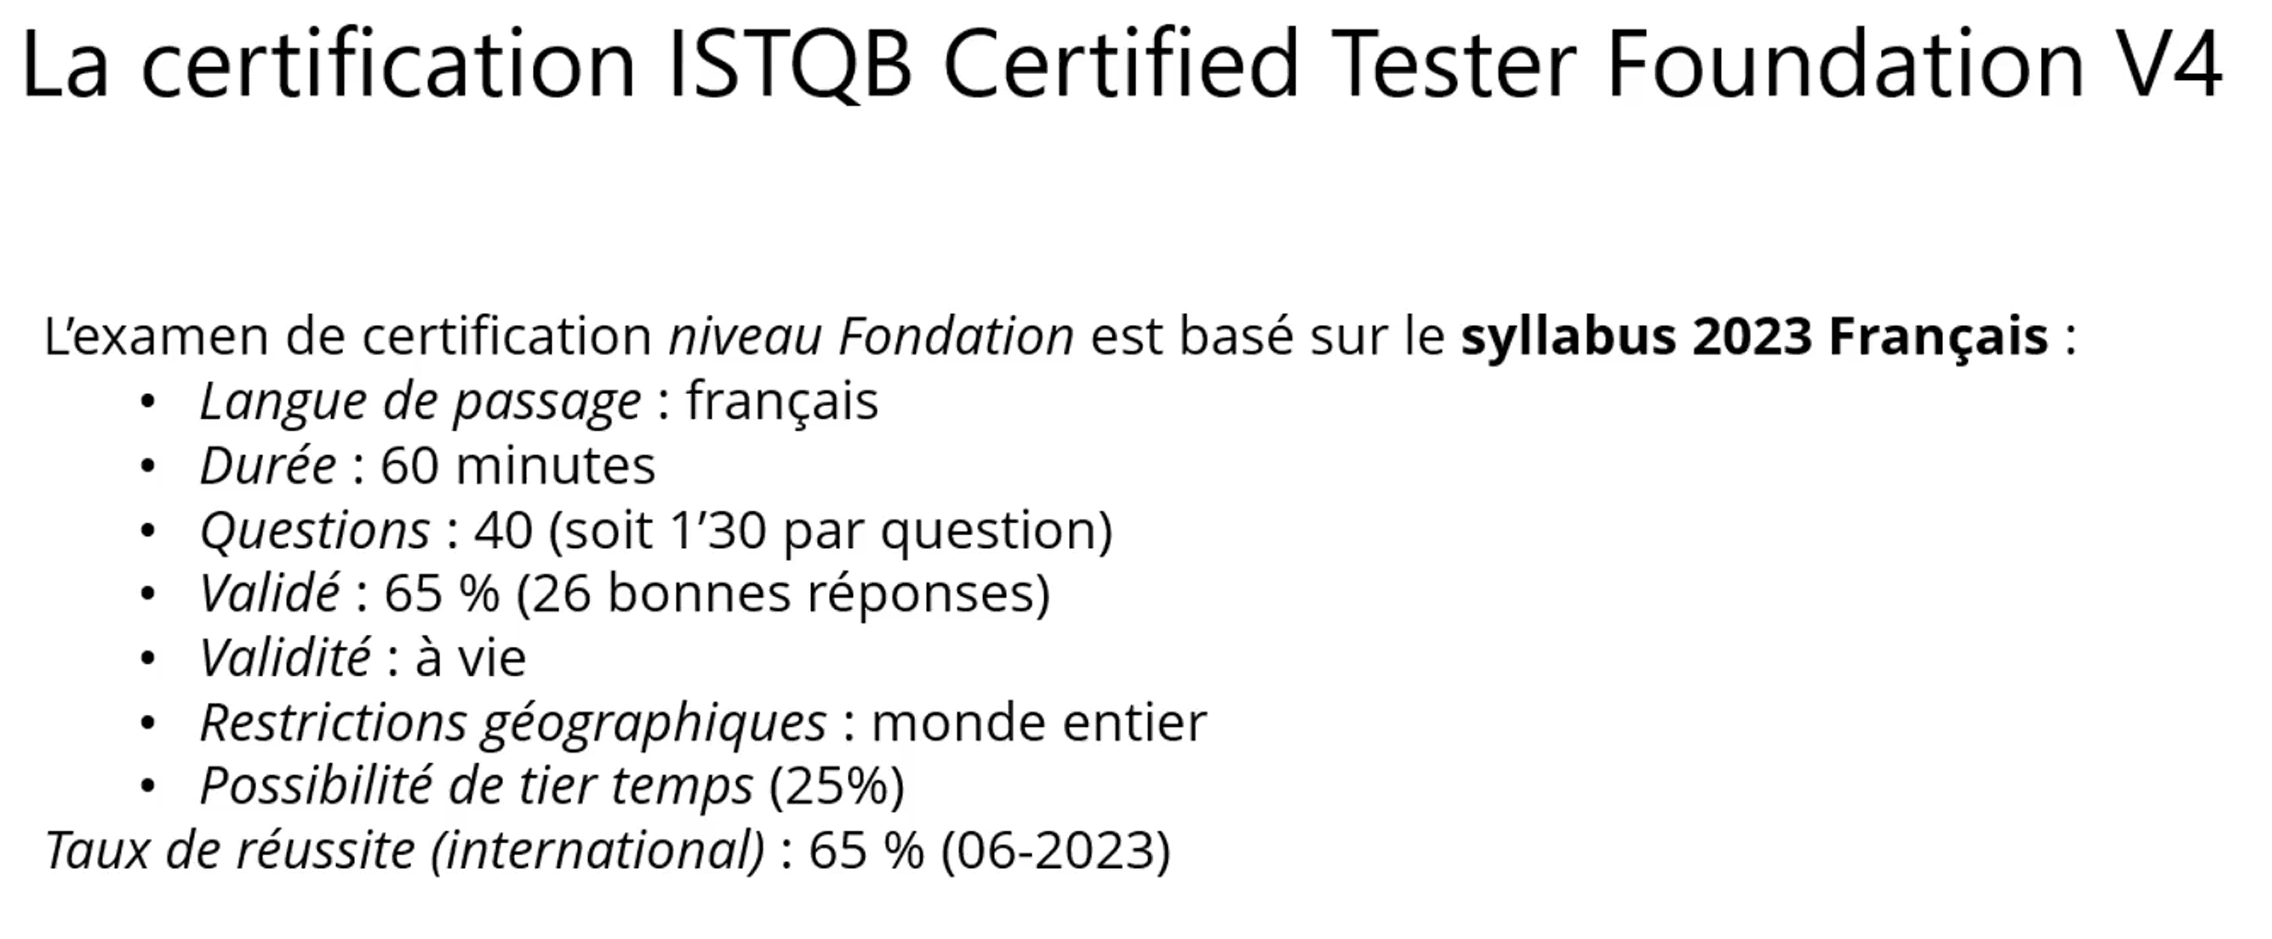 La certification ISTQB Certified Tester Foundation V4
L’examen de certification niveau Fondation est basé sur le syllabus 2023 Français :
• Langue de passage : français
• Durée : 60 minutes
• Questions : 40 (soit 1’30 par question)
• Validé : 65 % (26 bonnes réponses)
• Validité : à vie
• Restrictions géographiques : monde entier
• Possibilité de tier temps (25%)
Taux de réussite (international) : 65 % (06-2023)